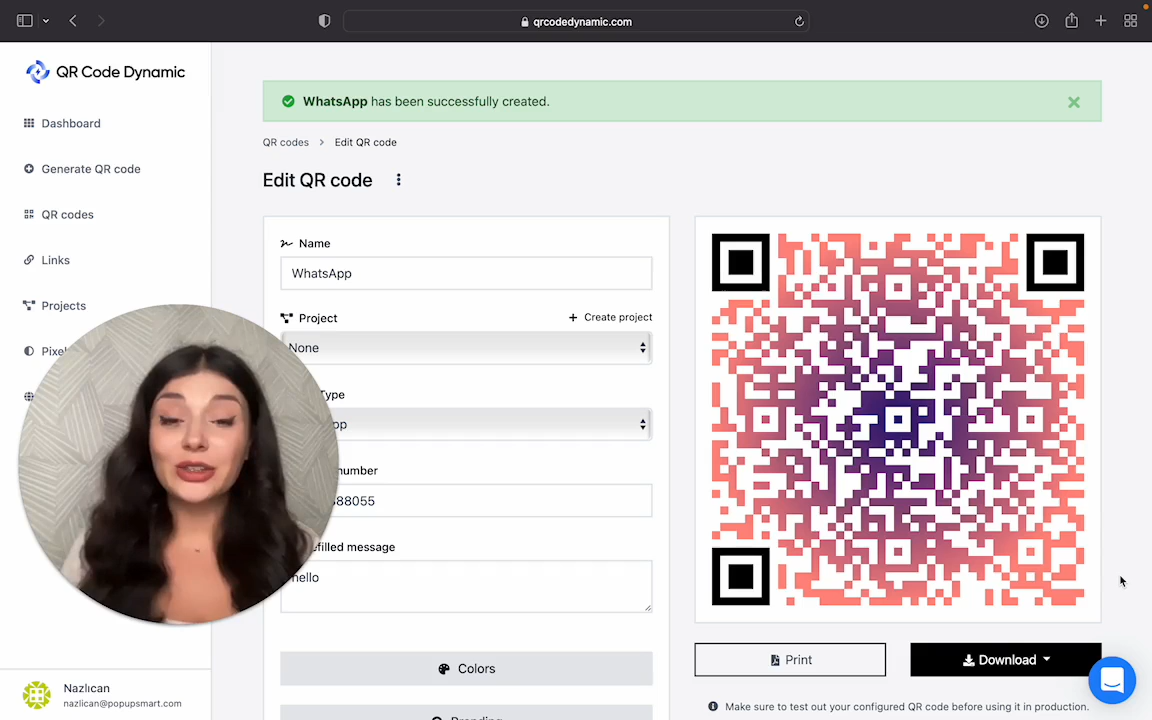 qrcodedynamic.com
QR Code Dynamic
Dashboard
Generate QR code
QR codes
Links
Projects
WhatsApp has been successfully created.
QR codes > Edit QR code
Edit QR code
Name
WhatsApp
Project
+ Create project
None
Type
number
88055
message
hello
Colors
Print
Download
Make sure to test out your configured QR code before using it in production.
Nazlıcan
nazlican@popupsmart.com